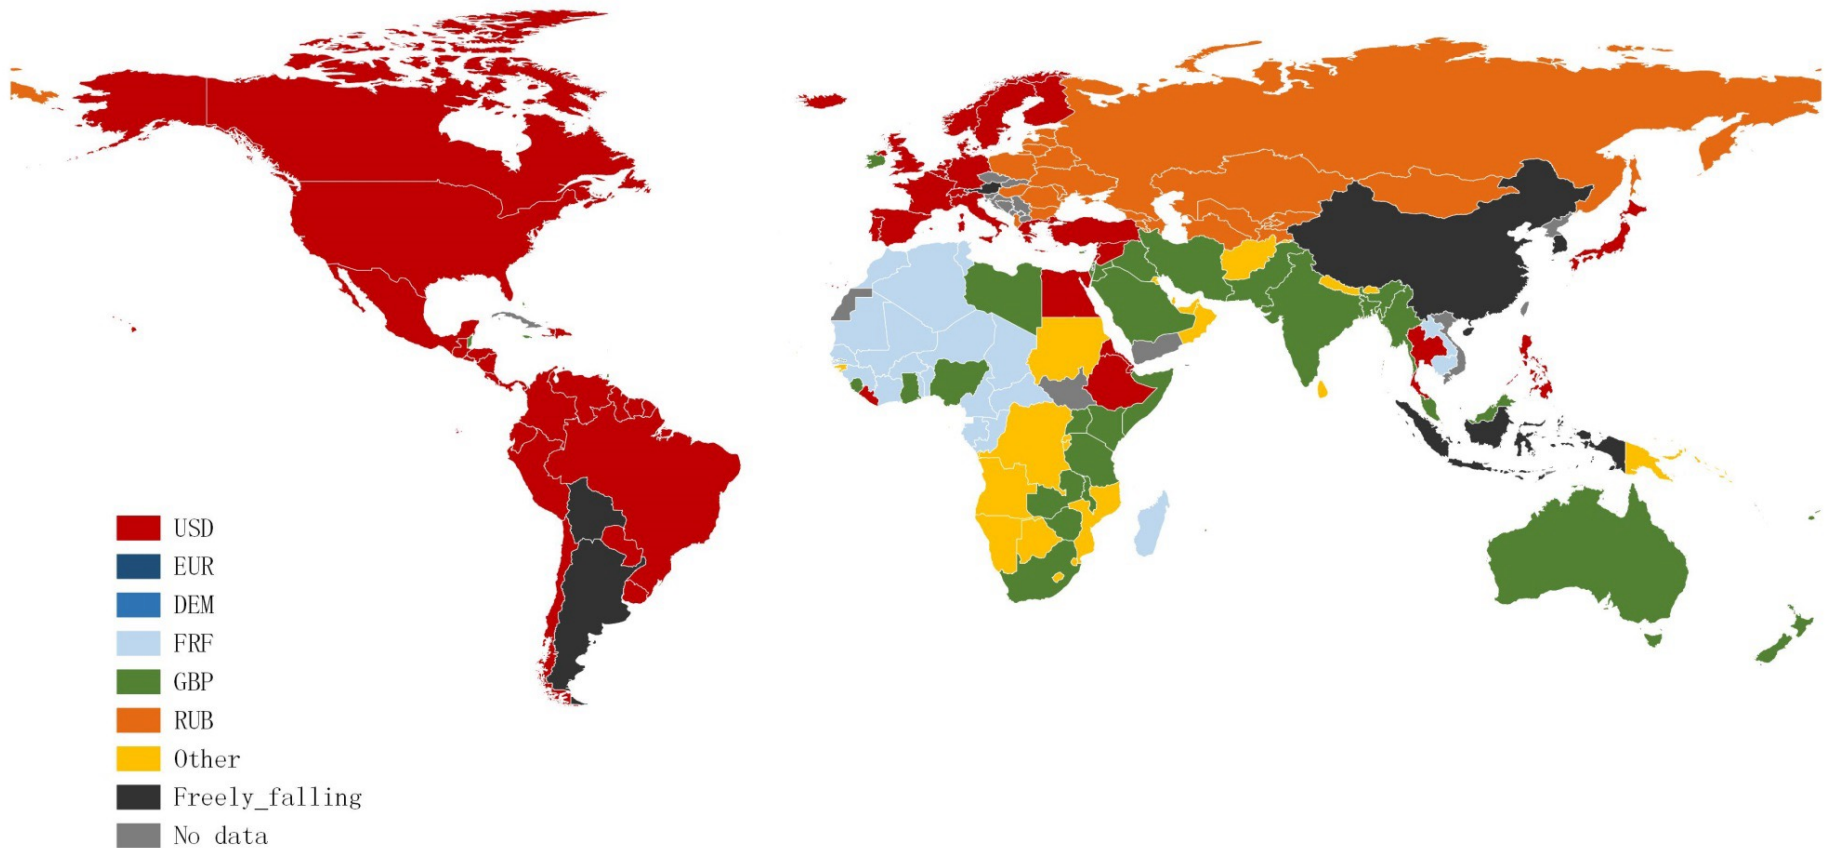 USD
EUR
DEM
FRF
GBP
RUB
Other
Freely_falling
No data